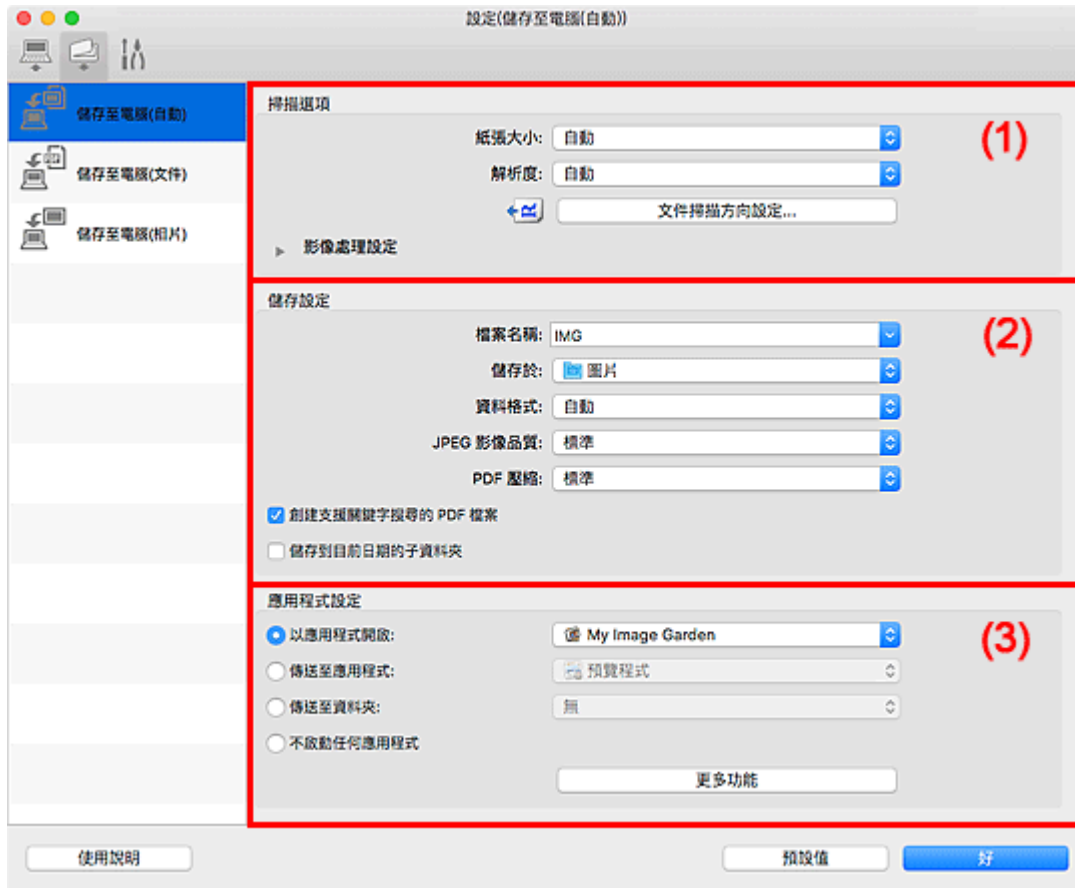 設定(儲存至電腦(自動))
儲存至電腦(自動)
儲存至電腦(文件)
儲存至電腦(相片)
掃描選項
(1)
紙張大小: 自動
解析度: 自動
文件掃描方向設定...
影像處理設定
儲存設定
(2)
檔案名稱: IMG
儲存於: 圖片
資料格式: 自動
JPEG 影像品質: 標準
PDF 壓縮: 標準
創建支援關鍵字搜尋的 PDF 檔案
儲存到目前日期的子資料夾
應用程式設定
(3)
以應用程式開啟: My Image Garden
傳送至應用程式: 預覽程式
傳送至資料夾: 無
不啟動任何應用程式
更多功能
使用說明 預設值 好